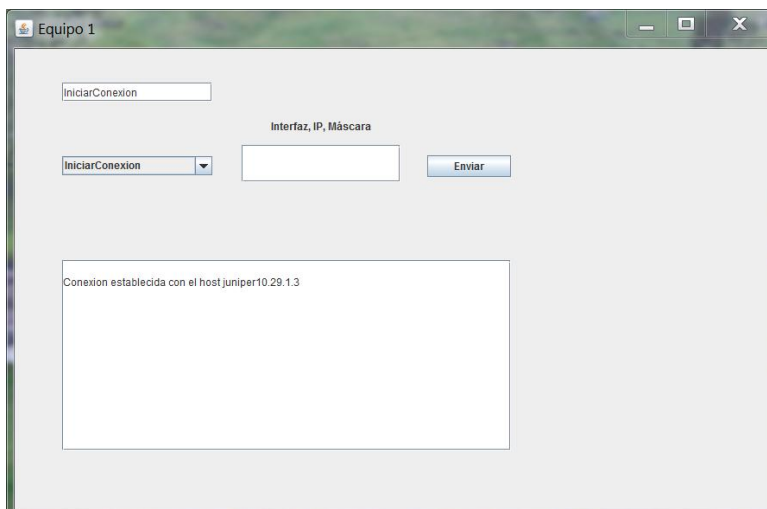 Equipo 1
IniciarConexion
Interfaz, IP, Máscara
IniciarConexion
Enviar
Conexion establecida con el host juniper10.29.1.3